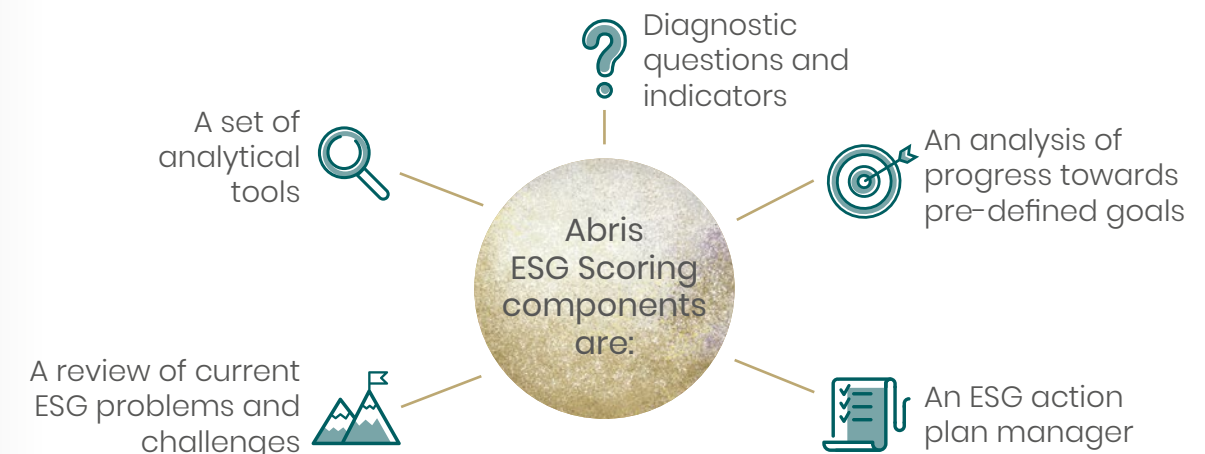 Diagnostic
questions and
indicators
A set of
analytical
tools
An analysis of
progress towards
pre-defined goals
Abris
ESG Scoring
components
are:
A review of current
ESG problems and
challenges
An ESG action
plan manager